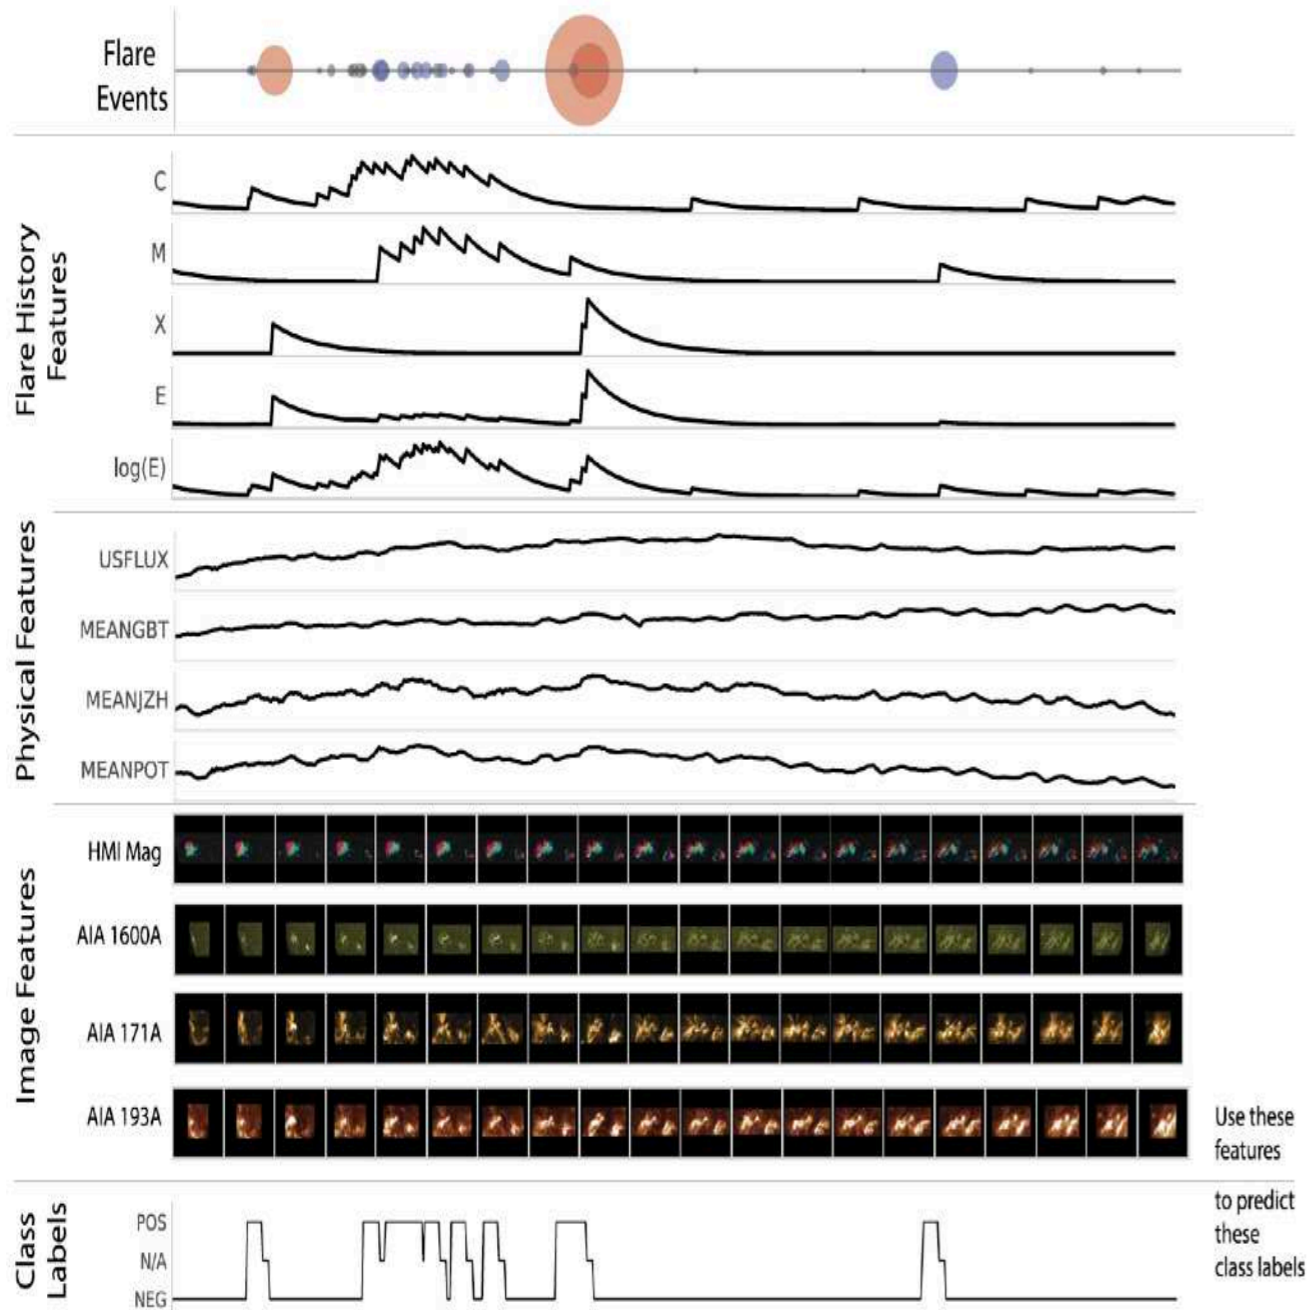 Flare
Events
Flare History
Features
C
M
X
E
log(E)
Physical Features
USFLUX
MEANGBT
MEANJZH
MEANPOT
Image Features
HMI Mag
AIA 1600A
AIA 171A
AIA 193A
Use these
features
to predict
these
class labels
Class
Labels
POS
N/A
NEG